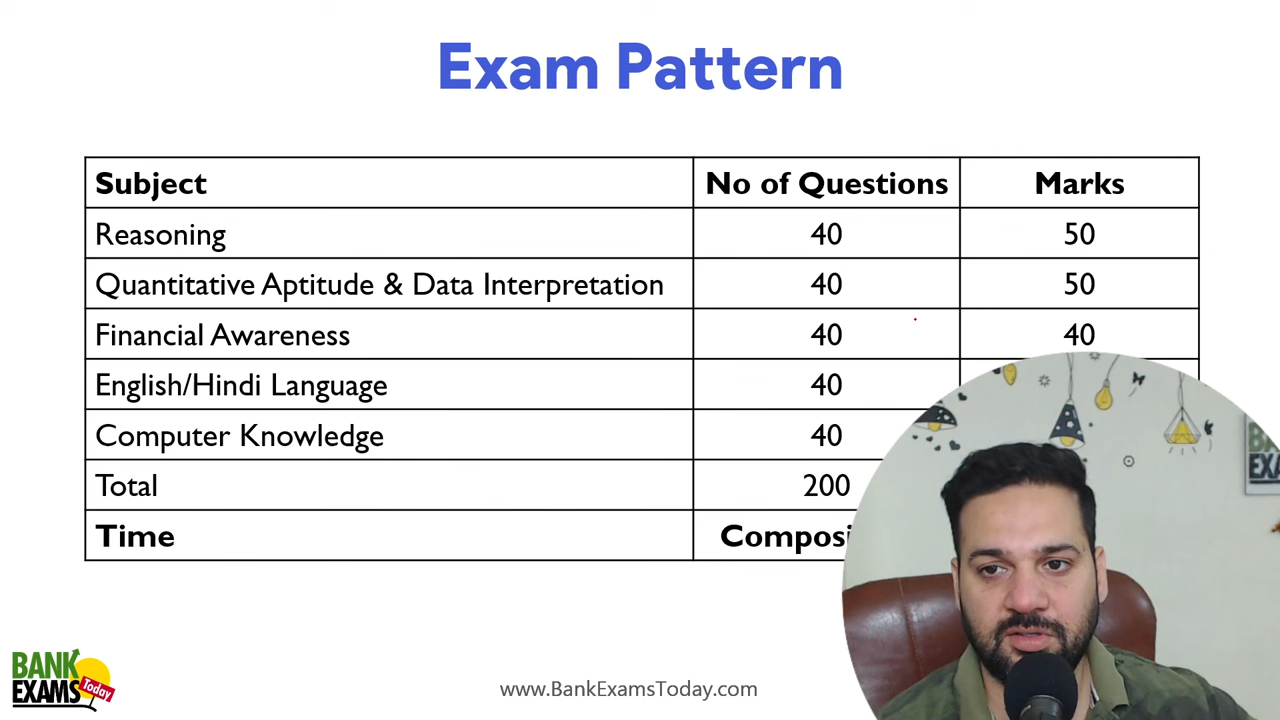 Exam Pattern
Subject No of Questions Marks
Reasoning 40 50
Quantitative Aptitude & Data Interpretation 40 50
Financial Awareness 40 40
English/Hindi Language 40
Computer Knowledge 40
Total 200
Time
BANK
EXAMS
Today
www.BankExamsToday.com